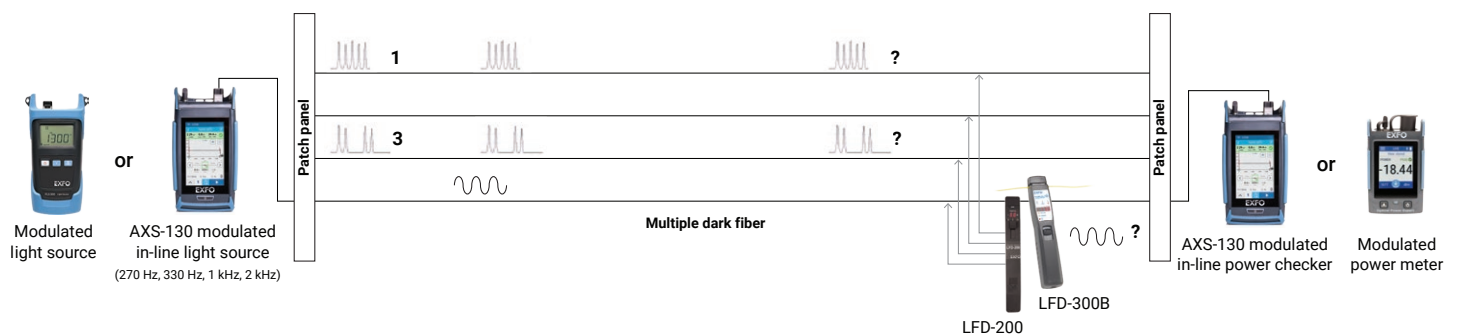 1
?
Patch panel
Patch panel
1300
EXFO
or
EXFO
3
?
EXFO
or
EXFO
-18.44
Multiple dark fiber
?
Modulated
light source
AXS-130 modulated
in-line light source
(270 Hz, 330 Hz, 1 kHz, 2 kHz)
LFD-300B
LFD-200
AXS-130 modulated
in-line power checker
Modulated
power meter